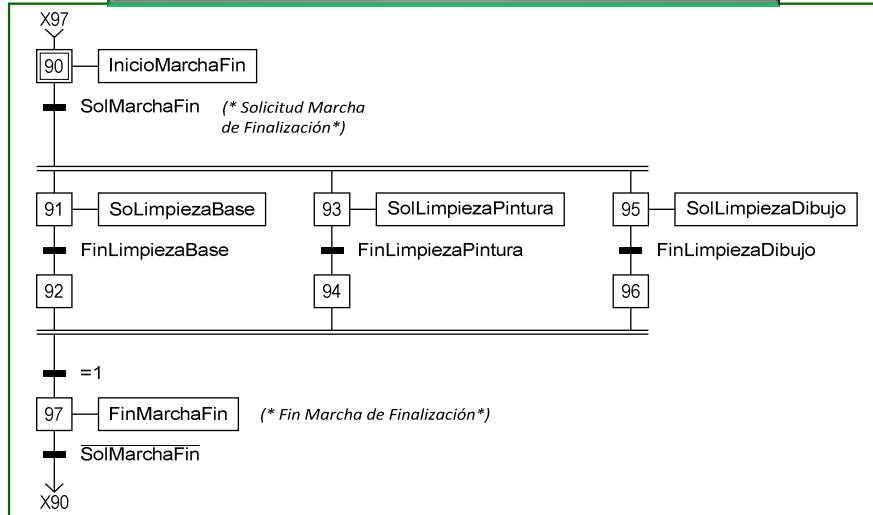 X97
90 InicioMarchaFin
SolMarchaFin (* Solicitud Marcha
de Finalización*)
91 SoLimpiezaBase 93 SolLimpiezaPintura 95 SolLimpiezaDibujo
FinLimpiezaBase FinLimpiezaPintura FinLimpiezaDibujo
92 94 96
=1
97 FinMarchaFin (* Fin Marcha de Finalización*)
SolMarchaFin
X90